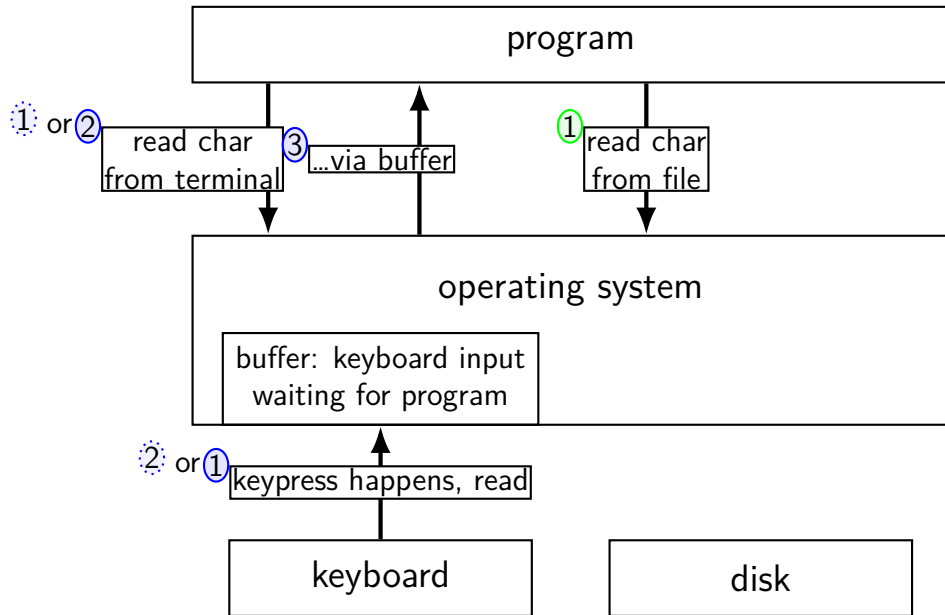 program
1 or 2
read char
from terminal
3
...via buffer
1
read char
from file
operating system
buffer: keyboard input
waiting for program
2 or 1
keypress happens, read
keyboard
disk